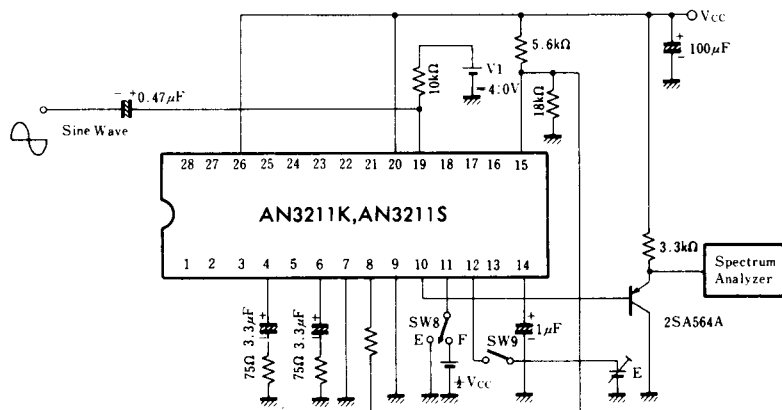 Vcc
5.6kΩ
100μF
+
−
10kΩ
V1
=4.0V
18kΩ
− + 0.47μF
Sine Wave
28 27 26 25 24 23 22 21 20 19 18 17 16 15
AN3211K,AN3211S
1 2 3 4 5 6 7 8 9 10 11 12 13 14
3.3kΩ
Spectrum
Analyzer
2SA564A
+
−
3.3μF
75Ω
+
−
3.3μF
75Ω
SW8
E
F
½Vcc
SW9
+
−
1μF
E